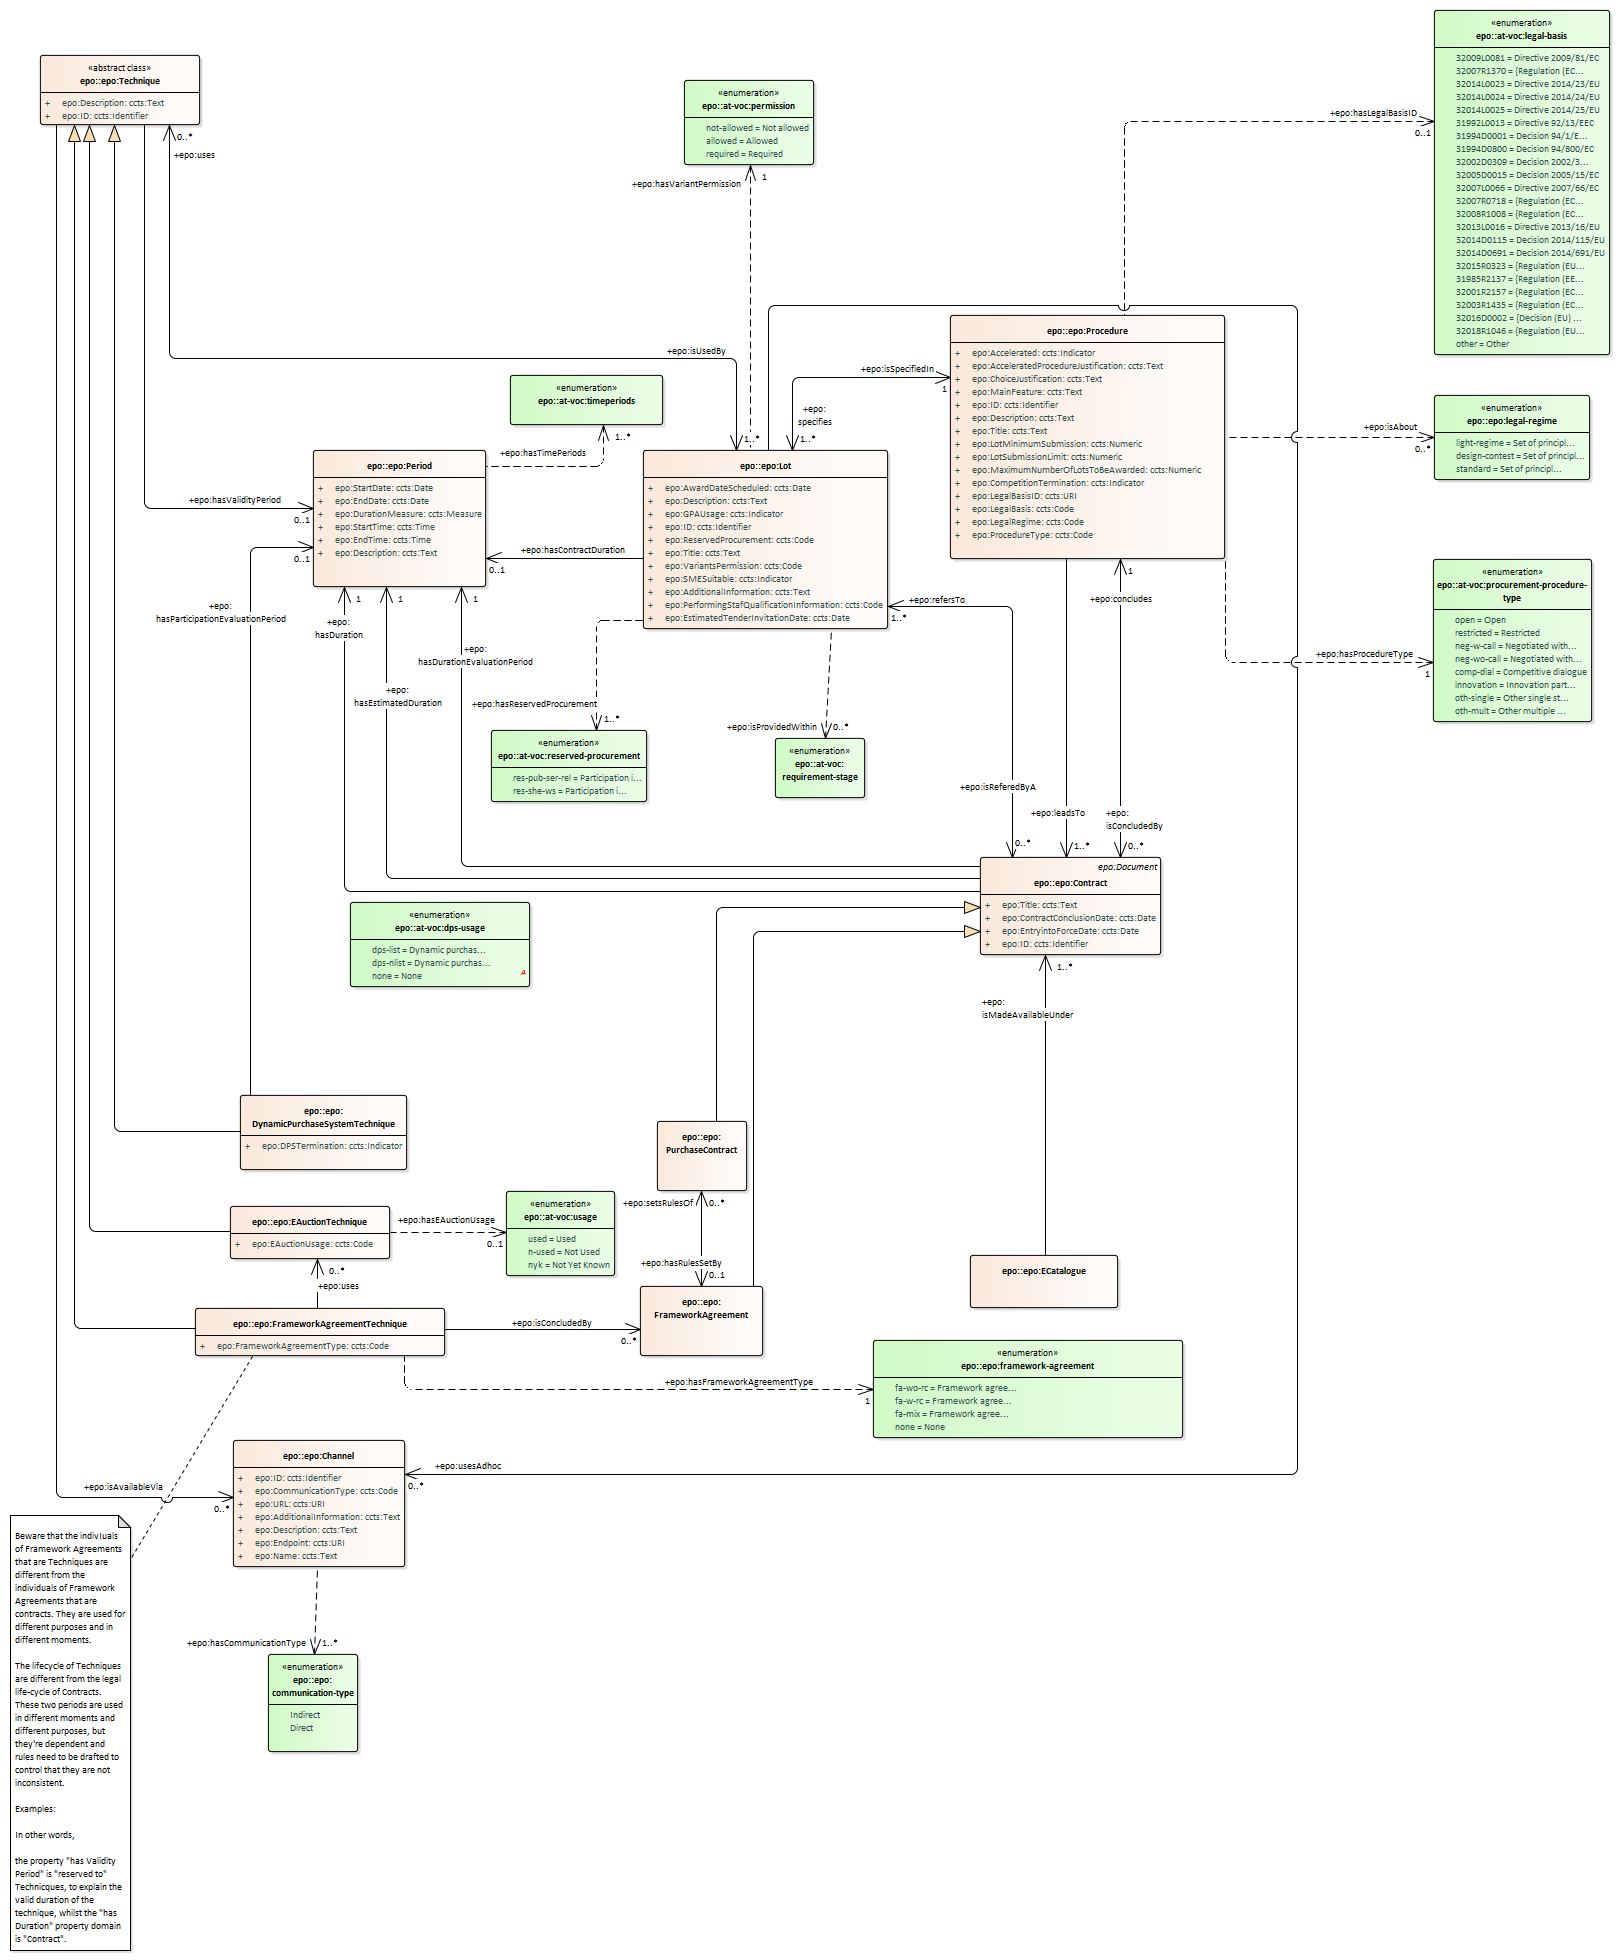 «abstract class»
epo::epo:Technique
+ epo:Description: ccts:Text
+ epo:ID: ccts:Identifier
0..*
+epo:uses
«enumeration»
epo::at-voc:permission
not-allowed = Not allowed
allowed = Allowed
required = Required
+epo:hasVariantPermission
1
«enumeration»
epo::at-voc:legal-basis
32009L0081 = Directive 2009/81/EC
32007R1370 = {Regulation (EC...
32014L0023 = Directive 2014/23/EU
32014L0024 = Directive 2014/24/EU
32014L0025 = Directive 2014/25/EU
31992L0013 = Directive 92/13/EEC
31994D0001 = Decision 94/1/E...
31994D0800 = Decision 94/800/EC
32002D0309 = Decision 2002/3...
32005D0015 = Decision 2005/15/EC
32007L0066 = Directive 2007/66/EC
32007R0718 = {Regulation (EC...
32008R1008 = {Regulation (EC...
32013L0016 = Directive 2013/16/EU
32014D0115 = Decision 2014/115/EU
32014D0691 = Decision 2014/691/EU
32015R0323 = {Regulation (EU...
31985R2137 = {Regulation (EE...
32001R2157 = {Regulation (EC...
32003R1435 = {Regulation (EC...
32016D0002 = {Decision (EU) ...
32018R1046 = {Regulation (EU...
other = Other
+epo:hasLegalBasisID
0..1
+epo:isUsedBy
1..*
«enumeration»
epo::at-voc:timeperiods
1..*
+epo:hasTimePeriods
+epo:isSpecifiedIn
1
+epo:
specifies
1..*
epo::epo:Procedure
+ epo:Accelerated: ccts:Indicator
+ epo:AcceleratedProcedureJustification: ccts:Text
+ epo:ChoiceJustification: ccts:Text
+ epo:MainFeature: ccts:Text
+ epo:ID: ccts:Identifier
+ epo:Description: ccts:Text
+ epo:Title: ccts:Text
+ epo:LotMinimumSubmission: ccts:Numeric
+ epo:LotSubmissionLimit: ccts:Numeric
+ epo:MaximumNumberOfLotsToBeAwarded: ccts:Numeric
+ epo:CompetitionTermination: ccts:Indicator
+ epo:LegalBasisID: ccts:URI
+ epo:LegalBasis: ccts:Code
+ epo:LegalRegime: ccts:Code
+ epo:ProcedureType: ccts:Code
+epo:isAbout
0..*
«enumeration»
epo::epo:legal-regime
light-regime = Set of principl...
design-contest = Set of principl...
standard = Set of principl...
epo::epo:Period
+ epo:StartDate: ccts:Date
+ epo:EndDate: ccts:Date
+ epo:DurationMeasure: ccts:Measure
+ epo:StartTime: ccts:Time
+ epo:EndTime: ccts:Time
+ epo:Description: ccts:Text
+epo:hasValidityPeriod
0..1
0..1
+epo:
hasParticipationEvaluationPeriod
+epo:hasContractDuration
0..1
epo::epo:Lot
+ epo:AwardDateScheduled: ccts:Date
+ epo:Description: ccts:Text
+ epo:GPAUsage: ccts:Indicator
+ epo:ID: ccts:Identifier
+ epo:ReservedProcurement: ccts:Code
+ epo:Title: ccts:Text
+ epo:VariantsPermission: ccts:Code
+ epo:SMESuitable: ccts:Indicator
+ epo:AdditionalInformation: ccts:Text
+ epo:PerformingStafQualificationInformation: ccts:Code
+ epo:EstimatedTenderInvitationDate: ccts:Date
+epo:refersTo
1..*
1
+epo:concludes
«enumeration»
epo::at-voc:procurement-procedure-
type
open = Open
restricted = Restricted
neg-w-call = Negotiated with...
neg-wo-call = Negotiated with...
comp-dial = Competitive dialogue
innovation = Innovation part...
oth-single = Other single st...
oth-mult = Other multiple ...
+epo:hasProcedureType
1
1
+epo:
hasDuration
1
+epo:
hasEstimatedDuration
1
+epo:
hasDurationEvaluationPeriod
+epo:hasReservedProcurement
1..*
«enumeration»
epo::at-voc:reserved-procurement
res-pub-ser-rel = Participation i...
res-she-ws = Participation i...
+epo:isProvidedWithin
0..*
«enumeration»
epo::at-voc:
requirement-stage
+epo:isReferedByA
0..*
+epo:leadsTo
1..*
+epo:
isConcludedBy
0..*
epo:Document
epo::epo:Contract
+ epo:Title: ccts:Text
+ epo:ContractConclusionDate: ccts:Date
+ epo:EntryintoForceDate: ccts:Date
+ epo:ID: ccts:Identifier
1..*
+epo:
isMadeAvailableUnder
«enumeration»
epo::at-voc:dps-usage
dps-list = Dynamic purchas...
dps-nlist = Dynamic purchas...
none = None
A
epo::epo:
DynamicPurchaseSystemTechnique
+ epo:DPSTermination: ccts:Indicator
epo::epo:
PurchaseContract
+epo:setsRulesOf
0..*
+epo:hasRulesSetBy
0..1
epo::epo:EAuctionTechnique
+ epo:EAuctionUsage: ccts:Code
+epo:hasEAuctionUsage
0..1
«enumeration»
epo::at-voc:usage
used = Used
n-used = Not Used
nyk = Not Yet Known
0..*
+epo:uses
epo::epo:ECatalogue
epo::epo:FrameworkAgreementTechnique
+ epo:FrameworkAgreementType: ccts:Code
+epo:isConcludedBy
0..*
epo::epo:
FrameworkAgreement
+epo:hasFrameworkAgreementType
1
«enumeration»
epo::epo:framework-agreement
fa-wo-rc = Framework agree...
fa-w-rc = Framework agree...
fa-mix = Framework agree...
none = None
epo::epo:Channel
+ epo:ID: ccts:Identifier
+ epo:CommunicationType: ccts:Code
+ epo:URL: ccts:URI
+ epo:AdditionalInformation: ccts:Text
+ epo:Description: ccts:Text
+ epo:Endpoint: ccts:URI
+ epo:Name: ccts:Text
+epo:usesAdhoc
0..*
+epo:isAvailableVia
0..*
+epo:hasCommunicationType
1..*
«enumeration»
epo::epo:
communication-type
Indirect
Direct
Beware that the indivIuals
of Framework Agreements
that are Techniques are
different from the
individuals of Framework
Agreements that are
contracts. They are used for
different purposes and in
different moments.
The lifecycle of Techniques
are different from the legal
life-cycle of Contracts.
These two periods are used
in different moments and
different purposes, but
they're dependent and
rules need to be drafted to
control that they are not
inconsistent.
Examples:
In other words,
the property "has Validity
Period" is "reserved to"
Technicques, to explain the
valid duration of the
technique, whilst the "has
Duration" property domain
is "Contract".